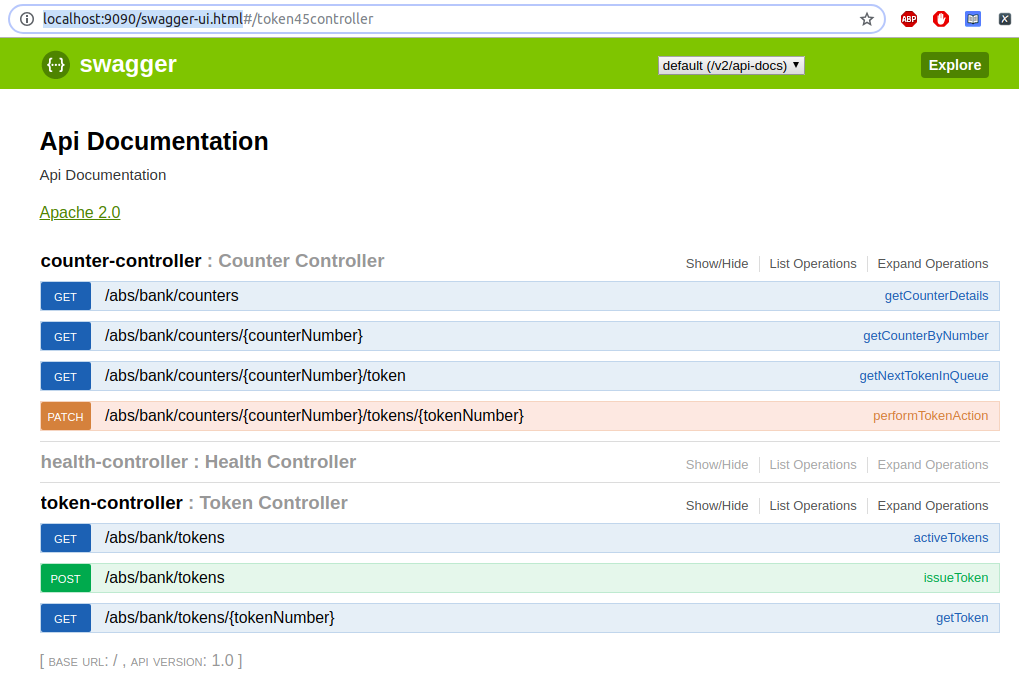 localhost:9090/swagger-ui.html#/token45controller
ABP
{··} swagger default (/v2/api-docs) ▼ Explore
Api Documentation
Api Documentation
Apache 2.0
counter-controller : Counter Controller Show/Hide List Operations Expand Operations
GET /abs/bank/counters getCounterDetails
GET /abs/bank/counters/{counterNumber} getCounterByNumber
GET /abs/bank/counters/{counterNumber}/token getNextTokenInQueue
PATCH /abs/bank/counters/{counterNumber}/tokens/{tokenNumber} performTokenAction
health-controller : Health Controller Show/Hide List Operations Expand Operations
token-controller : Token Controller Show/Hide List Operations Expand Operations
GET /abs/bank/tokens activeTokens
POST /abs/bank/tokens issueToken
GET /abs/bank/tokens/{tokenNumber} getToken
[ BASE URL: / , API VERSION: 1.0 ]